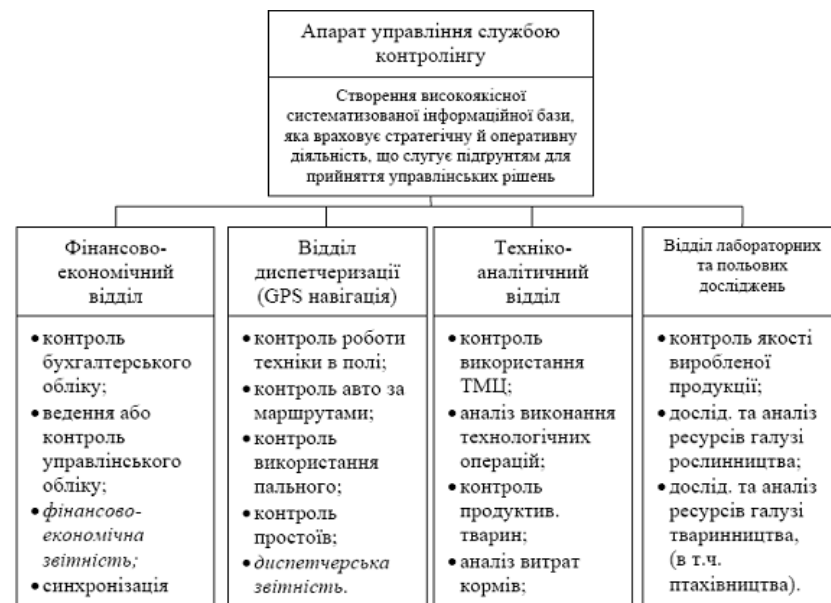 Апарат управління службою
контролінгу
Створення високоякісної
систематизованої інформаційної бази,
яка враховує стратегічну й оперативну
діяльність, що слугує підґрунтям для
прийняття управлінських рішень
Фінансово-
економічний
відділ
• контроль
бухгалтерського
обліку;
• ведення або
контроль
управлінського
обліку;
• фінансово-
економічна
звітність;
• синхронізація
Відділ
диспетчеризації
(GPS навігація)
• контроль роботи
техніки в полі;
• контроль авто за
маршрутами;
• контроль
використання
пального;
• контроль
простоїв;
• диспетчерська
звітність.
Техніко-
аналітичний
відділ
• контроль
використання
ТМЦ;
• аналіз виконання
технологічних
операцій;
• контроль
продуктив.
тварин;
• аналіз витрат
кормів;
Відділ лабораторних
та польових
досліджень
• контроль якості
виробленої
продукції;
• дослід. та аналіз
ресурсів галузі
рослинництва;
• дослід. та аналіз
ресурсів галузі
тваринництва,
(в т.ч.
птахівництва).